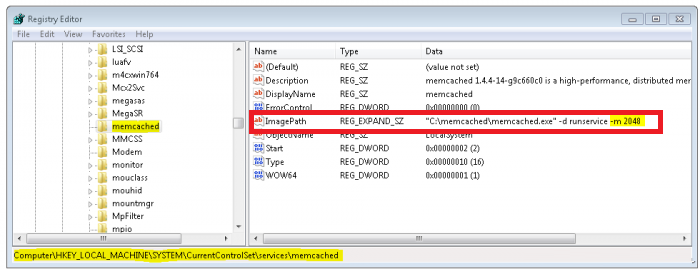 Registry Editor
File Edit View Favorites Help
LSI_SCSI
luafv
m4cxwin764
Mcx2Svc
megasas
MegaSR
memcached
MMCSS
Modem
monitor
mouclass
mouhid
mountmgr
MpFilter
mpio
Name Type Data
(Default) REG_SZ (value not set)
Description REG_SZ memcached 1.4.4-14-g9c660c0 is a high-performance, distributed mer
DisplayName REG_SZ memcached
ErrorControl REG_DWORD 0x00000000 (0)
ImagePath REG_EXPAND_SZ "C:\memcached\memcached.exe" -d runservice -m 2048
ObjectName REG_SZ LocalSystem
Start REG_DWORD 0x00000002 (2)
Type REG_DWORD 0x00000010 (16)
WOW64 REG_DWORD 0x00000001 (1)
Computer\HKEY_LOCAL_MACHINE\SYSTEM\CurrentControlSet\services\memcached